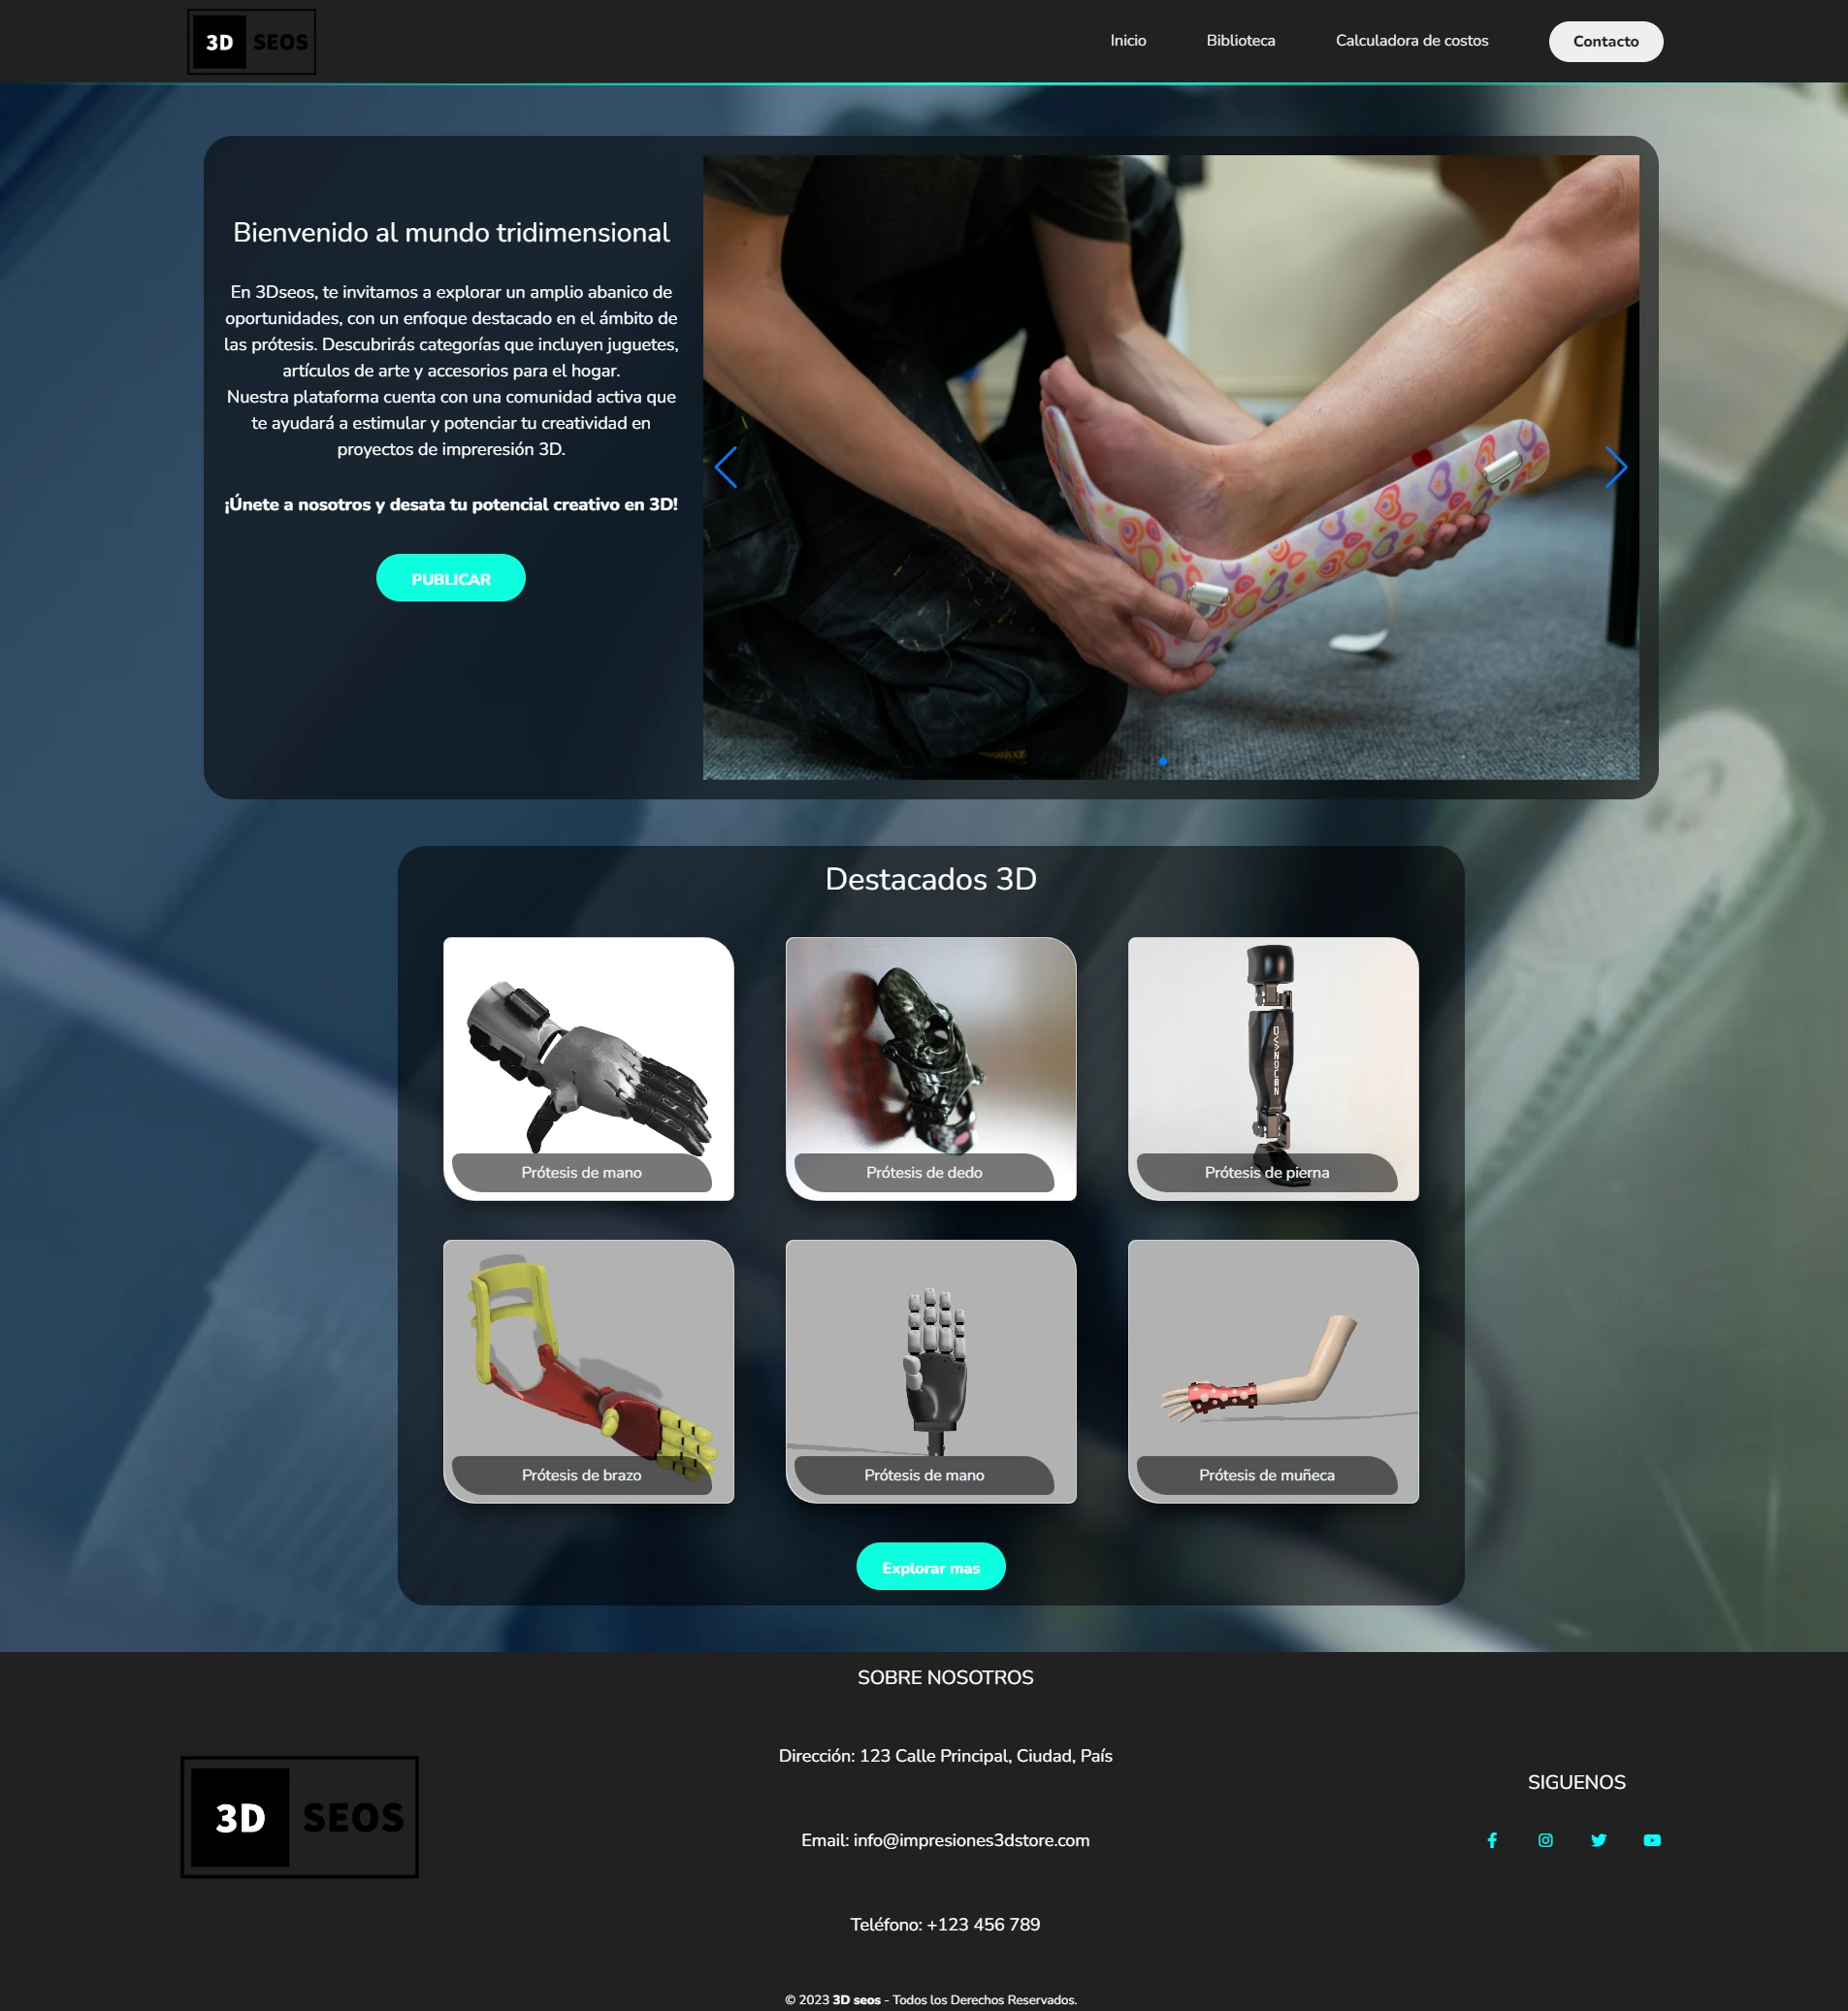 3D SEOS
Inicio
Biblioteca
Calculadora de costos
Contacto
Bienvenido al mundo tridimensional
En 3Dseos, te invitamos a explorar un amplio abanico de
oportunidades, con un enfoque destacado en el ámbito de
las prótesis. Descubrirás categorías que incluyen juguetes,
artículos de arte y accesorios para el hogar.
Nuestra plataforma cuenta con una comunidad activa que
te ayudará a estimular y potenciar tu creatividad en
proyectos de impreresión 3D.
¡Únete a nosotros y desata tu potencial creativo en 3D!
PUBLICAR
Destacados 3D
Prótesis de mano
Prótesis de dedo
Prótesis de pierna
Prótesis de brazo
Prótesis de mano
Prótesis de muñeca
Explorar mas
SOBRE NOSOTROS
Dirección: 123 Calle Principal, Ciudad, País
Email: info@impresiones3dstore.com
Teléfono: +123 456 789
3D SEOS
SIGUENOS
© 2023 3D seos - Todos los Derechos Reservados.